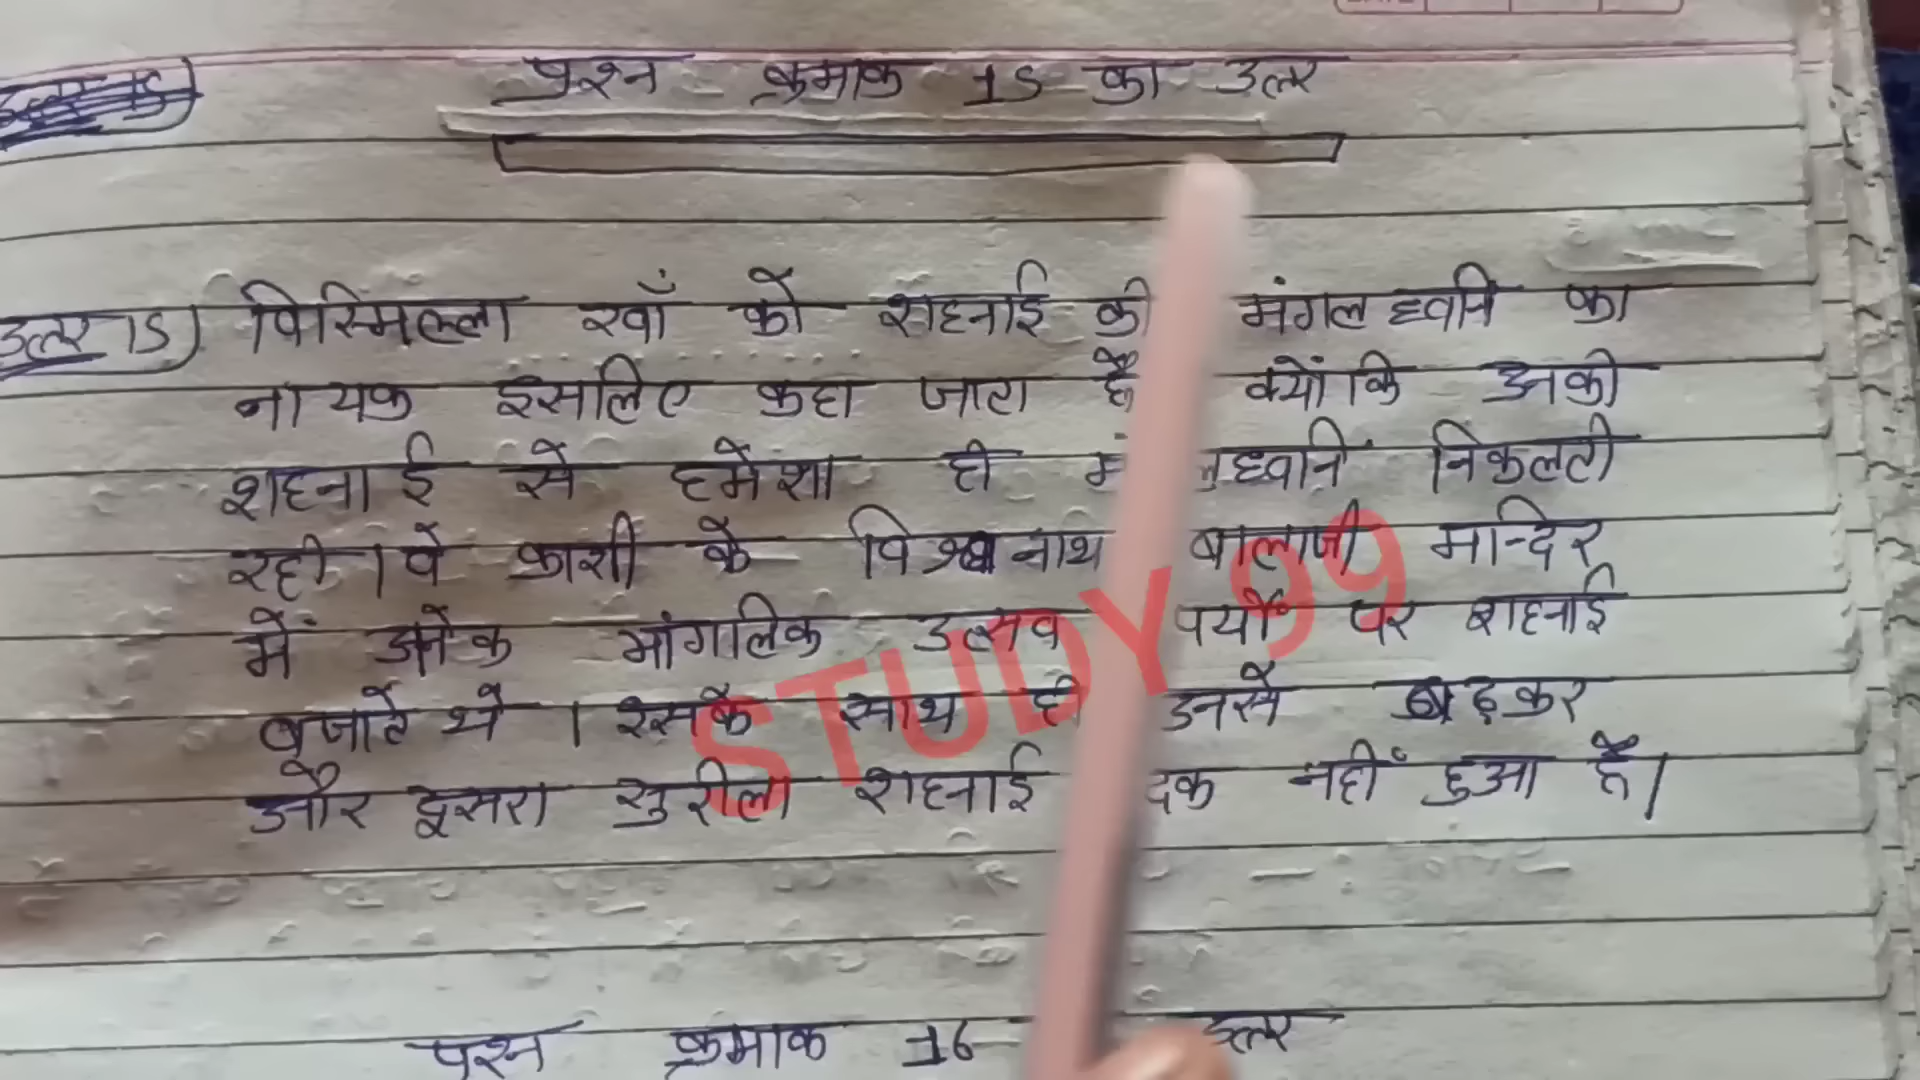 प्रश्न क्रमाक 15 का उत्तर
उत्तर 15) विस्मिल्ला खाँ को शहनाई की मंगल ध्वनि का
नायक इसलिए कहा जाता है क्योंकि उनकी
शहनाई से हमेशा ही निकलती
रही । वे काशी के विश्वनाथ बालाजी मन्दिर
में अनेक मांगलिक उत्सव पर्वो पर शहनाई
बजाते थे । इसके साथ ही उनसे बढ़कर
और दूसरा सुरीला शहनाई नहीं हुआ है।
STUDY 99
प्रश्न क्रमाक 16 उत्तर